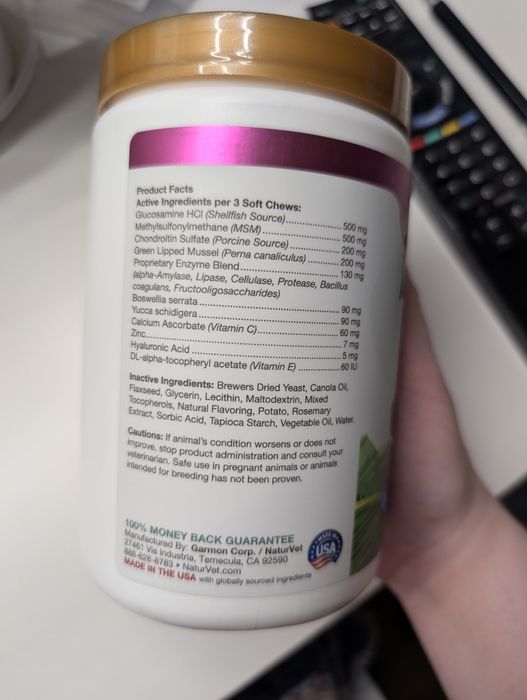 Product Facts
Active Ingredients per 3 Soft Chews:
Glucosamine HCl (Shellfish Source)..................... 500 mg
Methylsulfonylmethane (MSM)............................. 500 mg
Chondroitin Sulfate (Porcine Source).................. 200 mg
Green Lipped Mussel (Perna canaliculus)............ 200 mg
Proprietary Enzyme Blend................................... 130 mg
(alpha-Amylase, Lipase, Cellulase, Protease, Bacillus
coagulans, Fructooligosaccharides)
Boswellia serrata................................................ 90 mg
Yucca schidigera................................................ 90 mg
Calcium Ascorbate (Vitamin C)............................ 60 mg
Zinc.................................................................... 7 mg
Hyaluronic Acid................................................... 5 mg
DL-alpha-tocopheryl acetate (Vitamin E)............. 60 IU
Inactive Ingredients: Brewers Dried Yeast, Canola Oil,
Flaxseed, Glycerin, Lecithin, Maltodextrin, Mixed
Tocopherols, Natural Flavoring, Potato, Rosemary
Extract, Sorbic Acid, Tapioca Starch, Vegetable Oil, Water.
Cautions: If animal's condition worsens or does not
improve, stop product administration and consult your
veterinarian. Safe use in pregnant animals or animals
intended for breeding has not been proven.
100% MONEY BACK GUARANTEE
Manufactured By: Garmon Corp. / NaturVet
27461 Via Industria, Temecula, CA 92590
888-628-8783 • NaturVet.com
MADE IN THE USA with globally sourced ingredients
MADE IN
USA